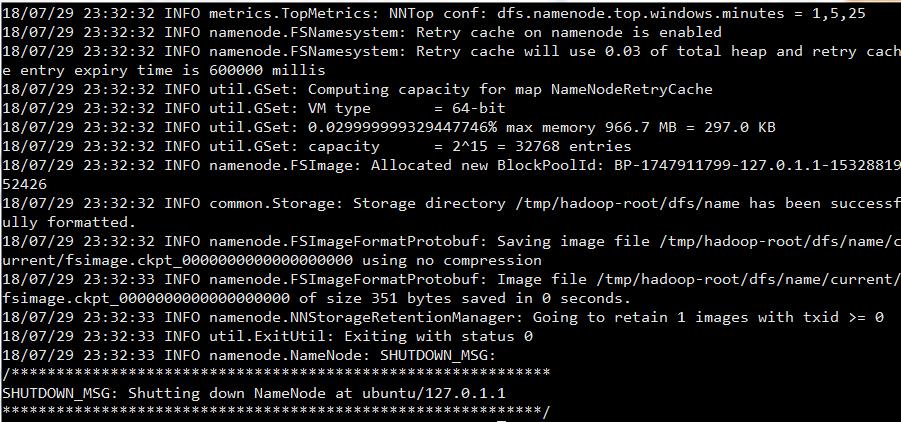 18/07/29 23:32:32 INFO metrics.TopMetrics: NNTop conf: dfs.namenode.top.windows.minutes = 1,5,25
18/07/29 23:32:32 INFO namenode.FSNamesystem: Retry cache on namenode is enabled
18/07/29 23:32:32 INFO namenode.FSNamesystem: Retry cache will use 0.03 of total heap and retry cach
e entry expiry time is 600000 millis
18/07/29 23:32:32 INFO util.GSet: Computing capacity for map NameNodeRetryCache
18/07/29 23:32:32 INFO util.GSet: VM type       = 64-bit
18/07/29 23:32:32 INFO util.GSet: 0.029999999329447746% max memory 966.7 MB = 297.0 KB
18/07/29 23:32:32 INFO util.GSet: capacity      = 2^15 = 32768 entries
18/07/29 23:32:32 INFO namenode.FSImage: Allocated new BlockPoolId: BP-1747911799-127.0.1.1-15328819
52426
18/07/29 23:32:32 INFO common.Storage: Storage directory /tmp/hadoop-root/dfs/name has been successf
ully formatted.
18/07/29 23:32:32 INFO namenode.FSImageFormatProtobuf: Saving image file /tmp/hadoop-root/dfs/name/c
urrent/fsimage.ckpt_0000000000000000000 using no compression
18/07/29 23:32:33 INFO namenode.FSImageFormatProtobuf: Image file /tmp/hadoop-root/dfs/name/current/
fsimage.ckpt_0000000000000000000 of size 351 bytes saved in 0 seconds.
18/07/29 23:32:33 INFO namenode.NNStorageRetentionManager: Going to retain 1 images with txid >= 0
18/07/29 23:32:33 INFO util.ExitUtil: Exiting with status 0
18/07/29 23:32:33 INFO namenode.NameNode: SHUTDOWN_MSG:
/************************************************************
SHUTDOWN_MSG: Shutting down NameNode at ubuntu/127.0.1.1
************************************************************/